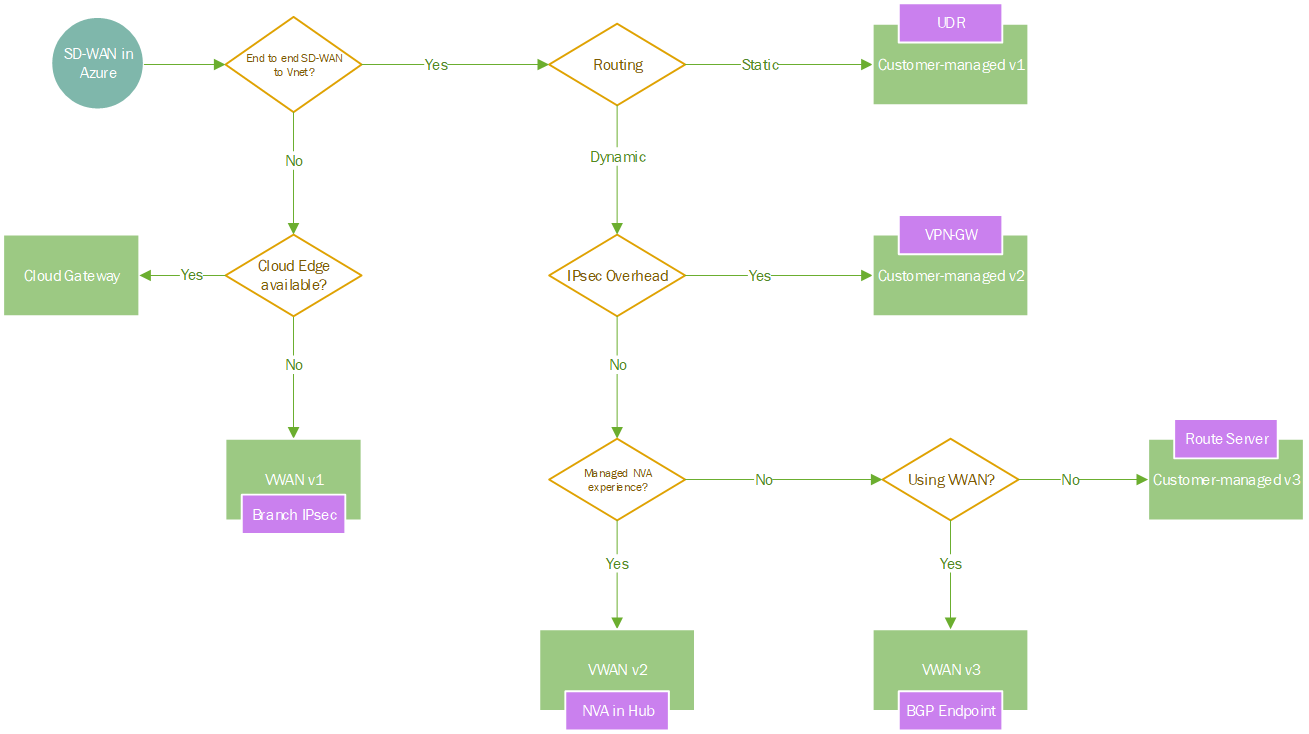 SD-WAN in
Azure
End to end SD-WAN
to Vnet?
Yes
Routing
Static
UDR
Customer-managed v1
No
Dynamic
Cloud Gateway
Yes
Cloud Edge
available?
IPsec Overhead
Yes
VPN-GW
Customer-managed v2
No
No
VWAN v1
Branch IPsec
Managed NVA
experience?
No
Using VWAN?
No
Route Server
Customer-managed v3
Yes
Yes
VWAN v2
NVA in Hub
VWAN v3
BGP Endpoint